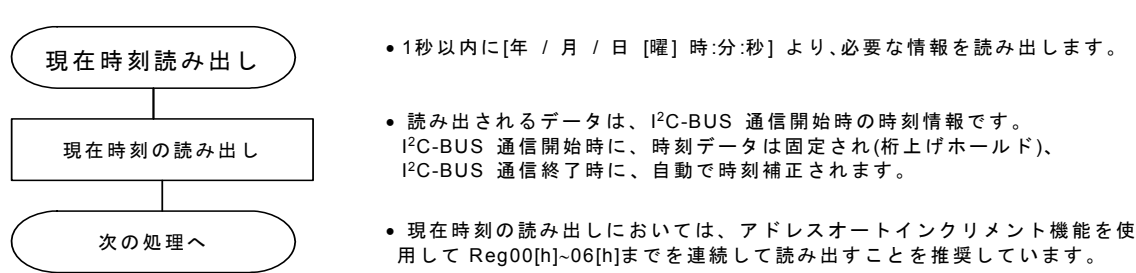 現在時刻読み出し
• 1秒以内に[年 / 月 / 日 [曜] 時:分:秒] より、必要な情報を読み出します。
現在時刻の読み出し
• 読み出されるデータは、I²C-BUS 通信開始時の時刻情報です。
I²C-BUS 通信開始時に、時刻データは固定され(桁上げホールド)、
I²C-BUS 通信終了時に、自動で時刻補正されます。
次の処理へ
• 現在時刻の読み出しにおいては、アドレスオートインクリメント機能を使
用して Reg00[h]~06[h]までを連続して読み出すことを推奨しています。